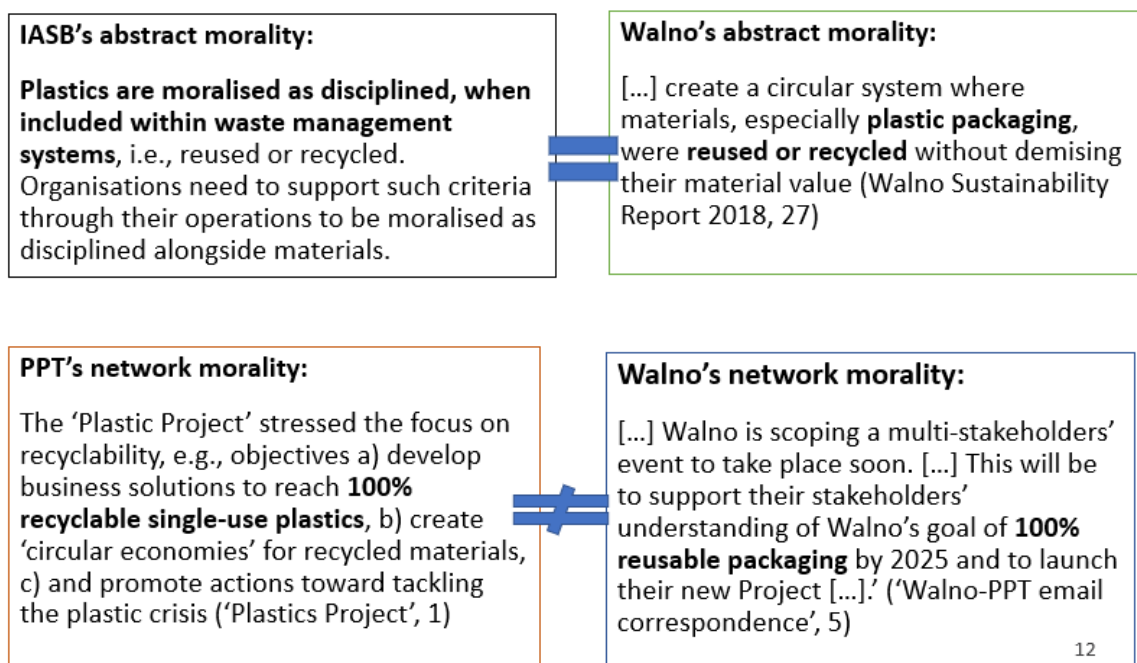 IASB's abstract morality:
Plastics are moralised as disciplined, when
included within waste management
systems, i.e., reused or recycled.
Organisations need to support such criteria
through their operations to be moralised as
disciplined alongside materials.
Walno's abstract morality:
[…] create a circular system where
materials, especially plastic packaging,
were reused or recycled without demising
their material value (Walno Sustainability
Report 2018, 27)
PPT's network morality:
The ‘Plastic Project’ stressed the focus on
recyclability, e.g., objectives a) develop
business solutions to reach 100%
recyclable single-use plastics, b) create
‘circular economies’ for recycled materials,
c) and promote actions toward tackling
the plastic crisis (‘Plastics Project’, 1)
Walno's network morality:
[…] Walno is scoping a multi-stakeholders’
event to take place soon. […] This will be
to support their stakeholders’
understanding of Walno’s goal of 100%
reusable packaging by 2025 and to launch
their new Project […].’ (‘Walno-PPT email
correspondence’, 5)
12